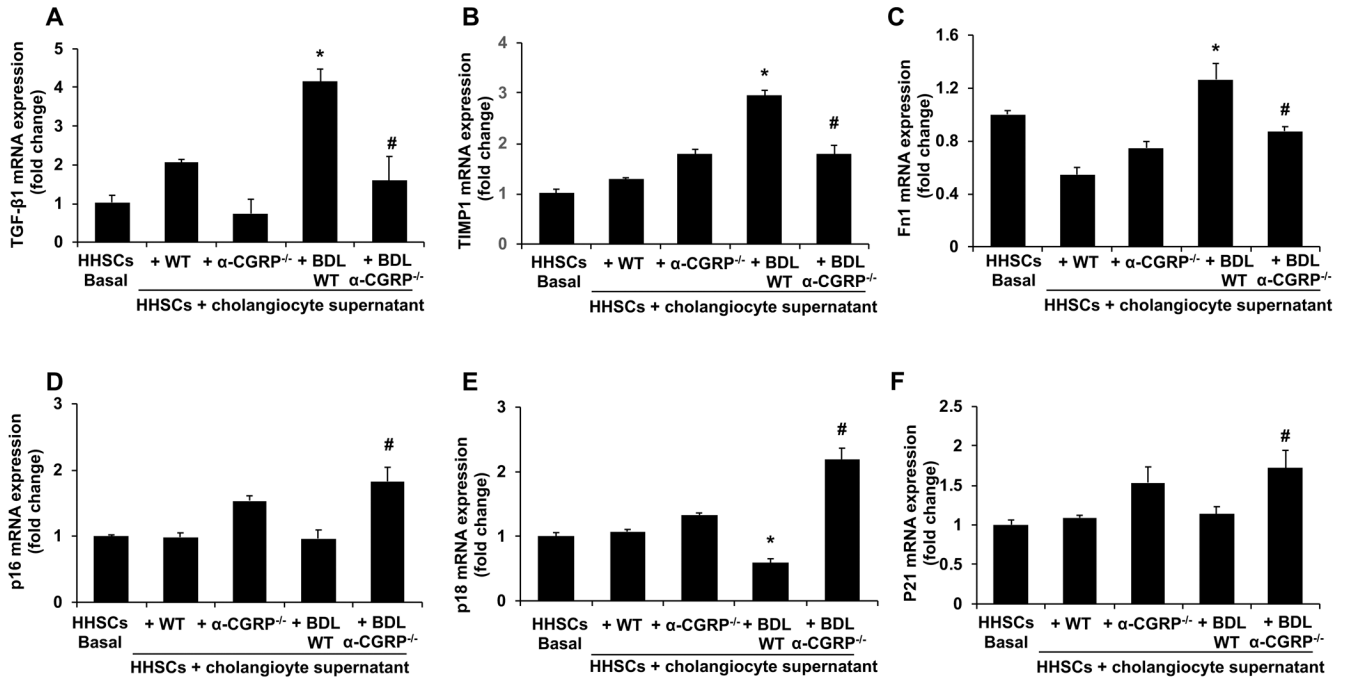 A
TGF-β1 mRNA expression
(fold change)
5
4
3
2
1
0
*
#
HHSCs
Basal
+ WT
+ α-CGRP-/-
+ BDL
WT
+ BDL
α-CGRP-/-
HHSCs + cholangiocyte supernatant
B
TIMP1 mRNA expression
(fold change)
4
3
2
1
0
*
#
HHSCs
Basal
+ WT
+ α-CGRP-/-
+ BDL
WT
+ BDL
α-CGRP-/-
HHSCs + cholangiocyte supernatant
C
Fn1 mRNA expression
(fold change)
1.6
1.2
0.8
0.4
0
*
#
HHSCs
Basal
+ WT
+ α-CGRP-/-
+ BDL
WT
+ BDL
α-CGRP-/-
HHSCs + cholangiocyte supernatant
D
p16 mRNA expression
(fold change)
3
2
1
0
#
HHSCs
Basal
+ WT
+ α-CGRP-/-
+ BDL
WT
+ BDL
α-CGRP-/-
HHSCs + cholangioyte supernatant
E
p18 mRNA expression
(fold change)
3
2
1
0
*
#
HHSCs
Basal
+ WT
+ α-CGRP-/-
+ BDL
WT
+ BDL
α-CGRP-/-
HHSCs + cholangiocyte supernatant
F
P21 mRNA expression
(fold change)
2.5
2
1.5
1
0.5
0
#
HHSCs
Basal
+ WT
+ α-CGRP-/-
+ BDL
WT
+ BDL
α-CGRP-/-
HHSCs + cholangiocyte supernatant